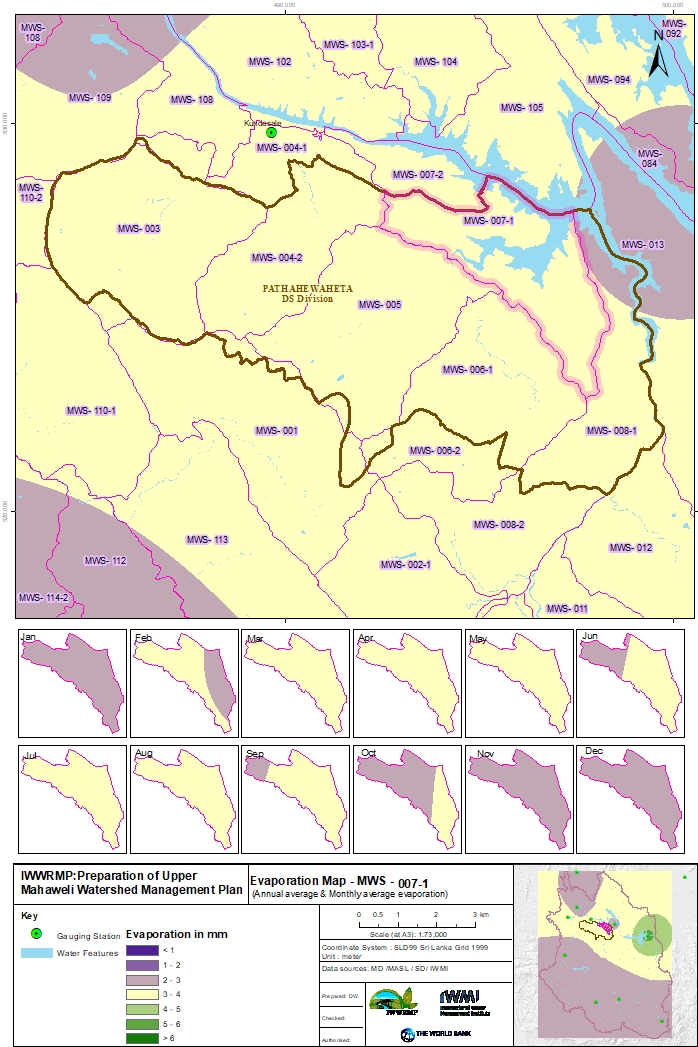 480,000
500,000
530,000
520,000
N
MWS-
108
MWS- 109
MWS- 108
MWS- 102
MWS- 103-1
MWS- 104
MWS-
092
MWS- 094
MWS- 105
MWS-
084
Kundasale
MWS- 004-1
MWS- 007-2
MWS-
110-2
MWS- 003
MWS- 007-1
MWS- 013
MWS- 004-2
PATHAHEWAHETA
DS Division
MWS- 005
MWS- 006-1
MWS- 110-1
MWS- 001
MWS- 006-2
MWS- 008-1
MWS- 008-2
MWS- 113
MWS- 112
MWS- 002-1
MWS- 012
MWS- 114-2
MWS- 011
Jan
Feb
Mar
Apr
May
Jun
Jul
Aug
Sep
Oct
Nov
Dec
IWWRMP:Preparation of Upper
Mahaweli Watershed Management Plan
Evaporation Map - MWS - 007-1
(Annual average & Monthly average evaporation)
Key
Gauging Station
Water Features
Evaporation in mm
< 1
1 - 2
2 - 3
3 - 4
4 - 5
5 - 6
> 6
0 0.5 1 2 3 km
Scale (at A3): 1:73,000
Coordinate System : SLD99 Sri Lanka Grid 1999
Unit : meter
Data sources: MD /MASL / SD/ IWMI
Prepared: DW
Checked:
Authorised:
IWWRMP
IWMI
International Water
Management Institute
THE WORLD BANK